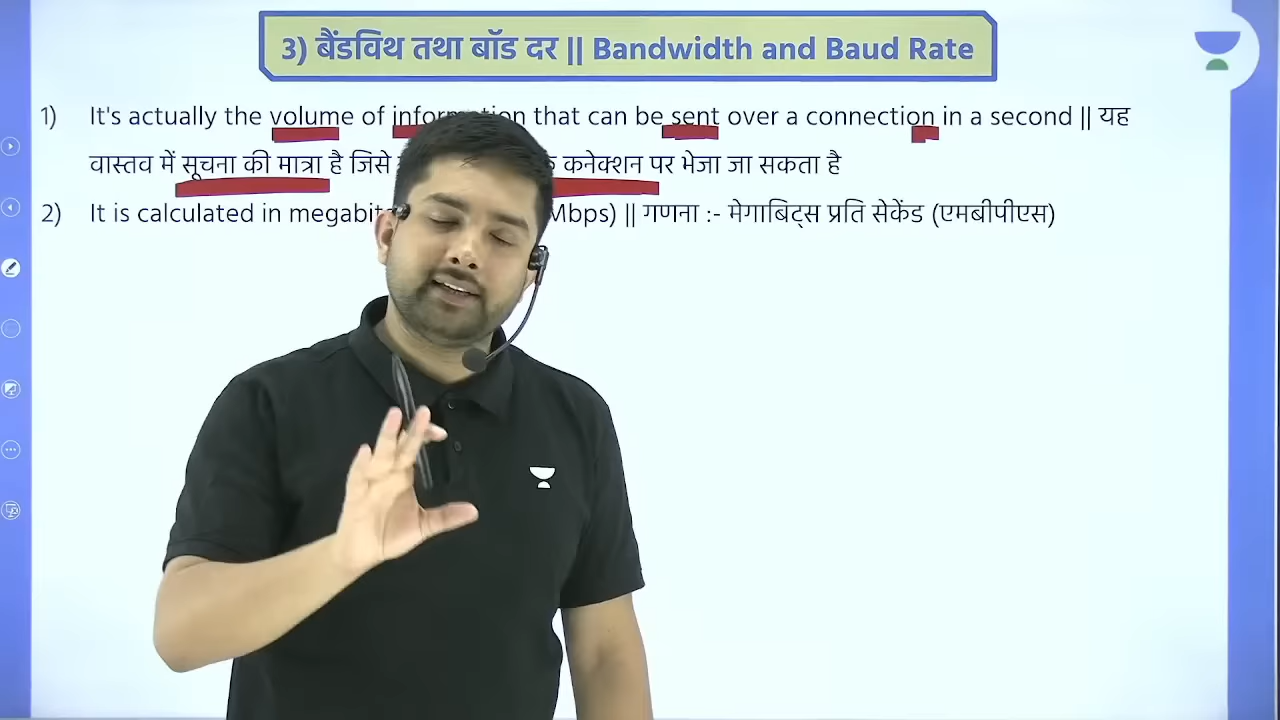 3) बैंडविथ तथा बॉड दर || Bandwidth and Baud Rate
1) It's actually the volume of information that can be sent over a connection in a second || यह
वास्तव में सूचना की मात्रा है जिसे कनेक्शन पर भेजा जा सकता है
2) It is calculated in megabits Mbps) || गणना :- मेगाबिट्स प्रति सेकेंड (एमबीपीएस)